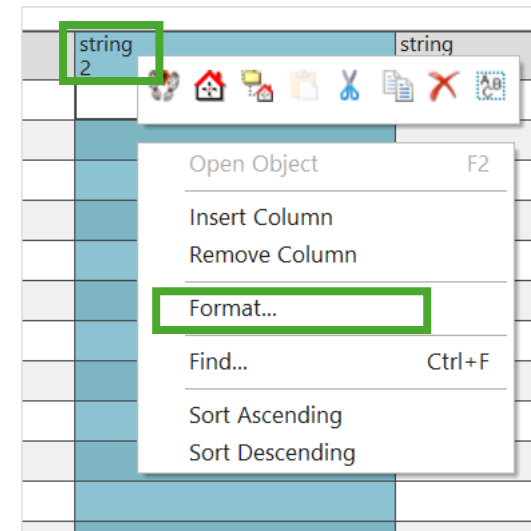 string
2
string
Open Object F2
Insert Column
Remove Column
Format...
Find... Ctrl+F
Sort Ascending
Sort Descending